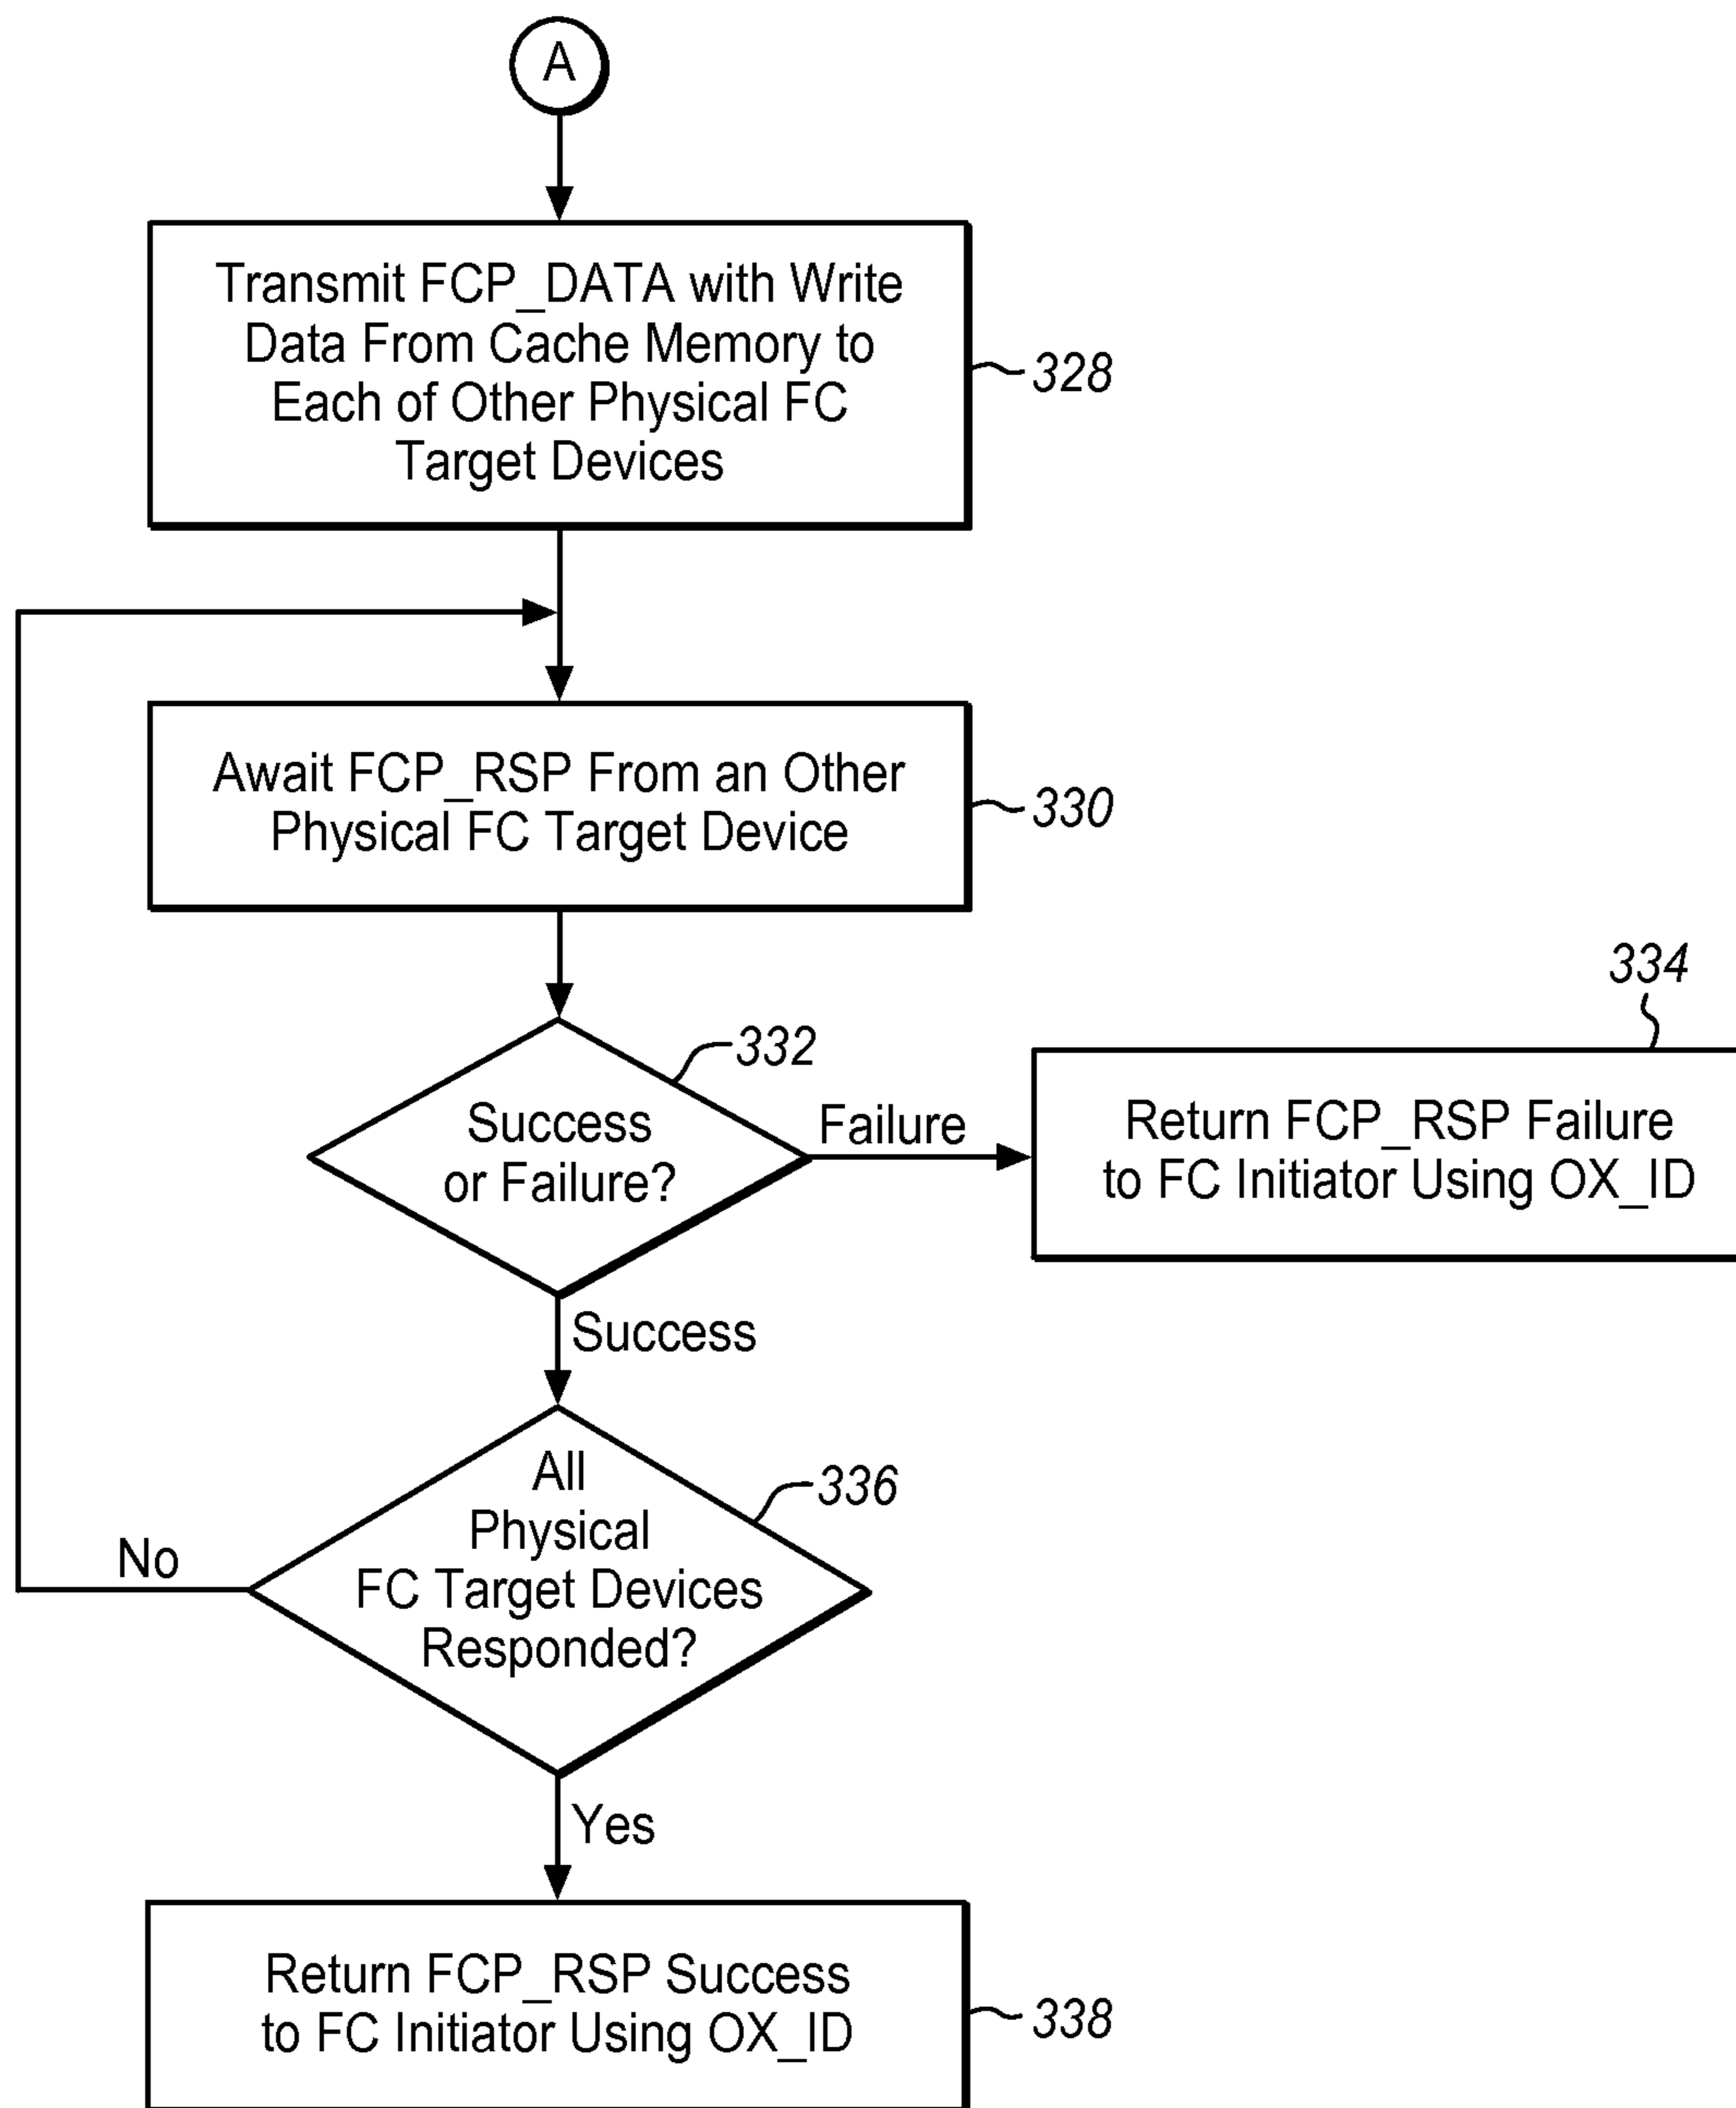 A
Transmit FCP_DATA with Write
Data From Cache Memory to
Each of Other Physical FC
Target Devices
328
Await FCP_RSP From an Other
Physical FC Target Device
330
334
332
Success
or Failure?
Failure
Return FCP_RSP Failure
to FC Initiator Using OX_ID
Success
All
Physical
FC Target Devices
Responded?
336
No
Yes
Return FCP_RSP Success
to FC Initiator Using OX_ID
338